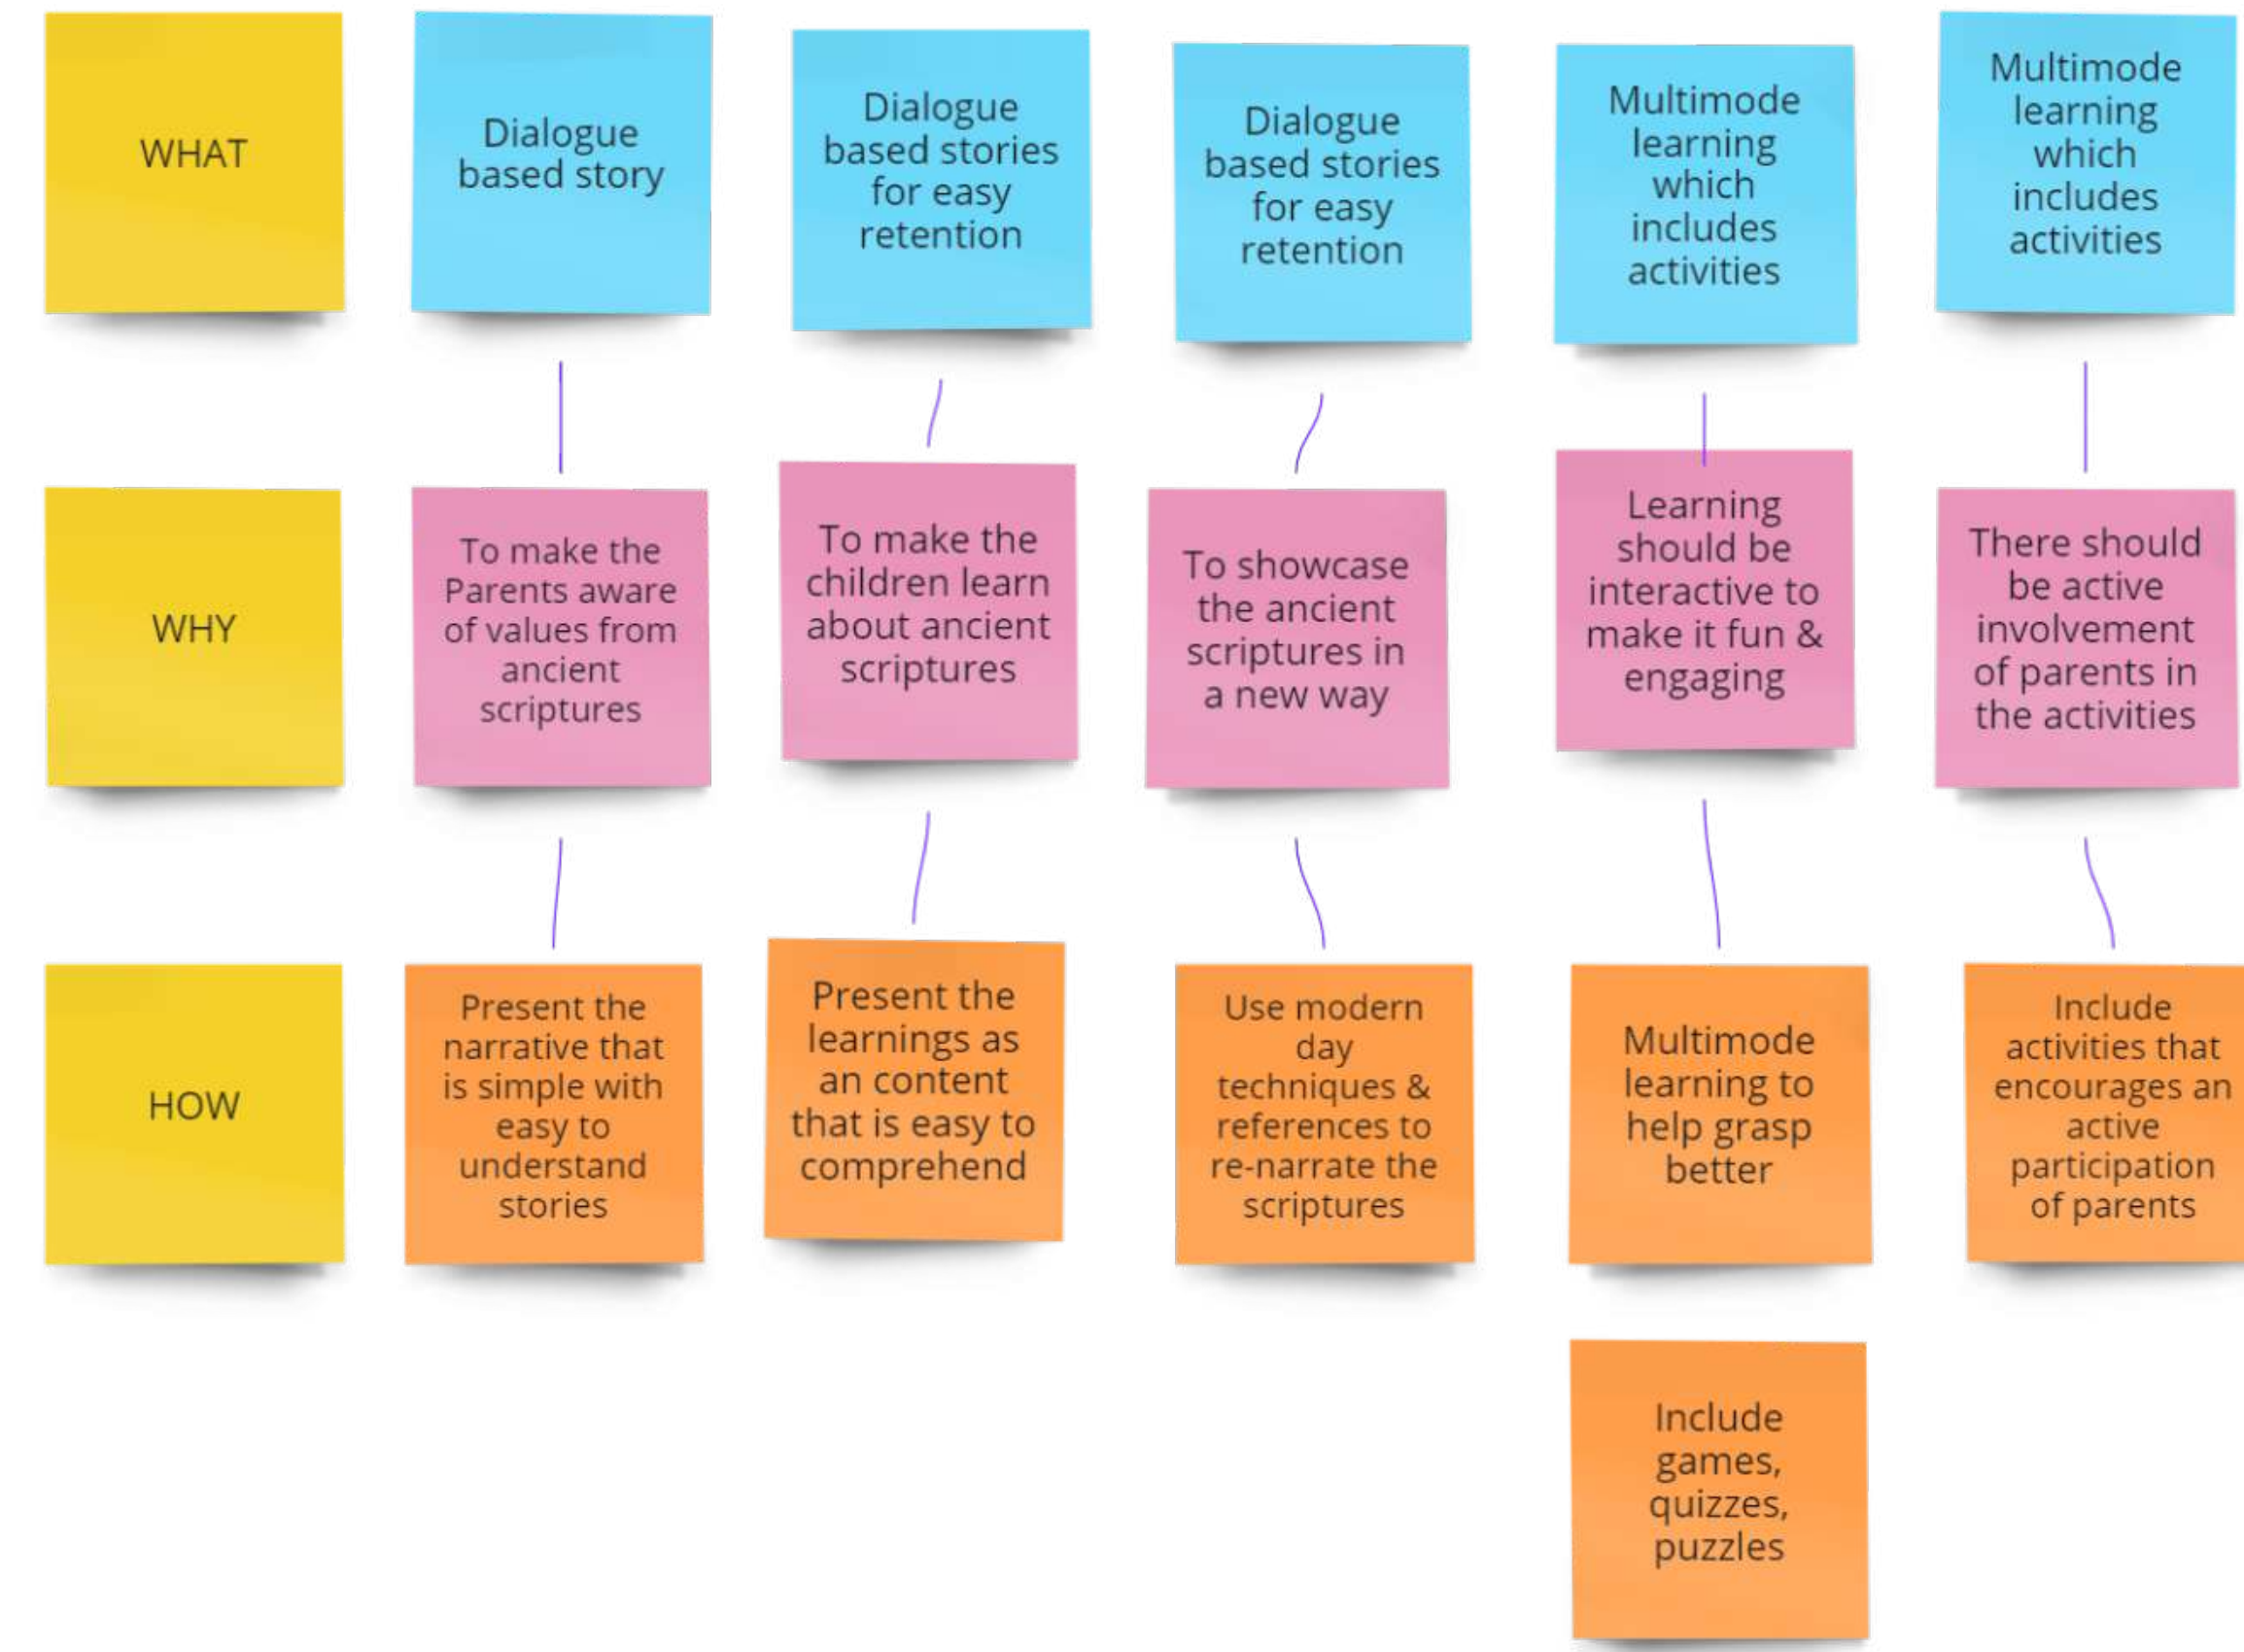 WHAT
Dialogue
based story
Dialogue
based stories
for easy
retention
Dialogue
based stories
for easy
retention
Multimode
learning
which
includes
activities
Multimode
learning
which
includes
activities
WHY
To make the
Parents aware
of values from
ancient
scriptures
To make the
children learn
about ancient
scriptures
To showcase
the ancient
scriptures in
a new way
Learning
should be
interactive to
make it fun &
engaging
There should
be active
involvement
of parents in
the activities
HOW
Present the
narrative that
is simple with
easy to
understand
stories
Present the
learnings as
an content
that is easy to
comprehend
Use modern
day
techniques &
references to
re-narrate the
scriptures
Multimode
learning to
help grasp
better
Include
activities that
encourages an
active
participation
of parents
Include
games,
quizzes,
puzzles